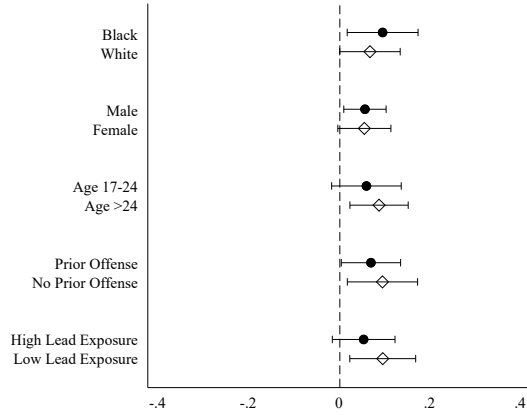 Black
White
Male
Female
Age 17-24
Age >24
Prior Offense
No Prior Offense
High Lead Exposure
Low Lead Exposure
-.4 -.2 0 .2 .4